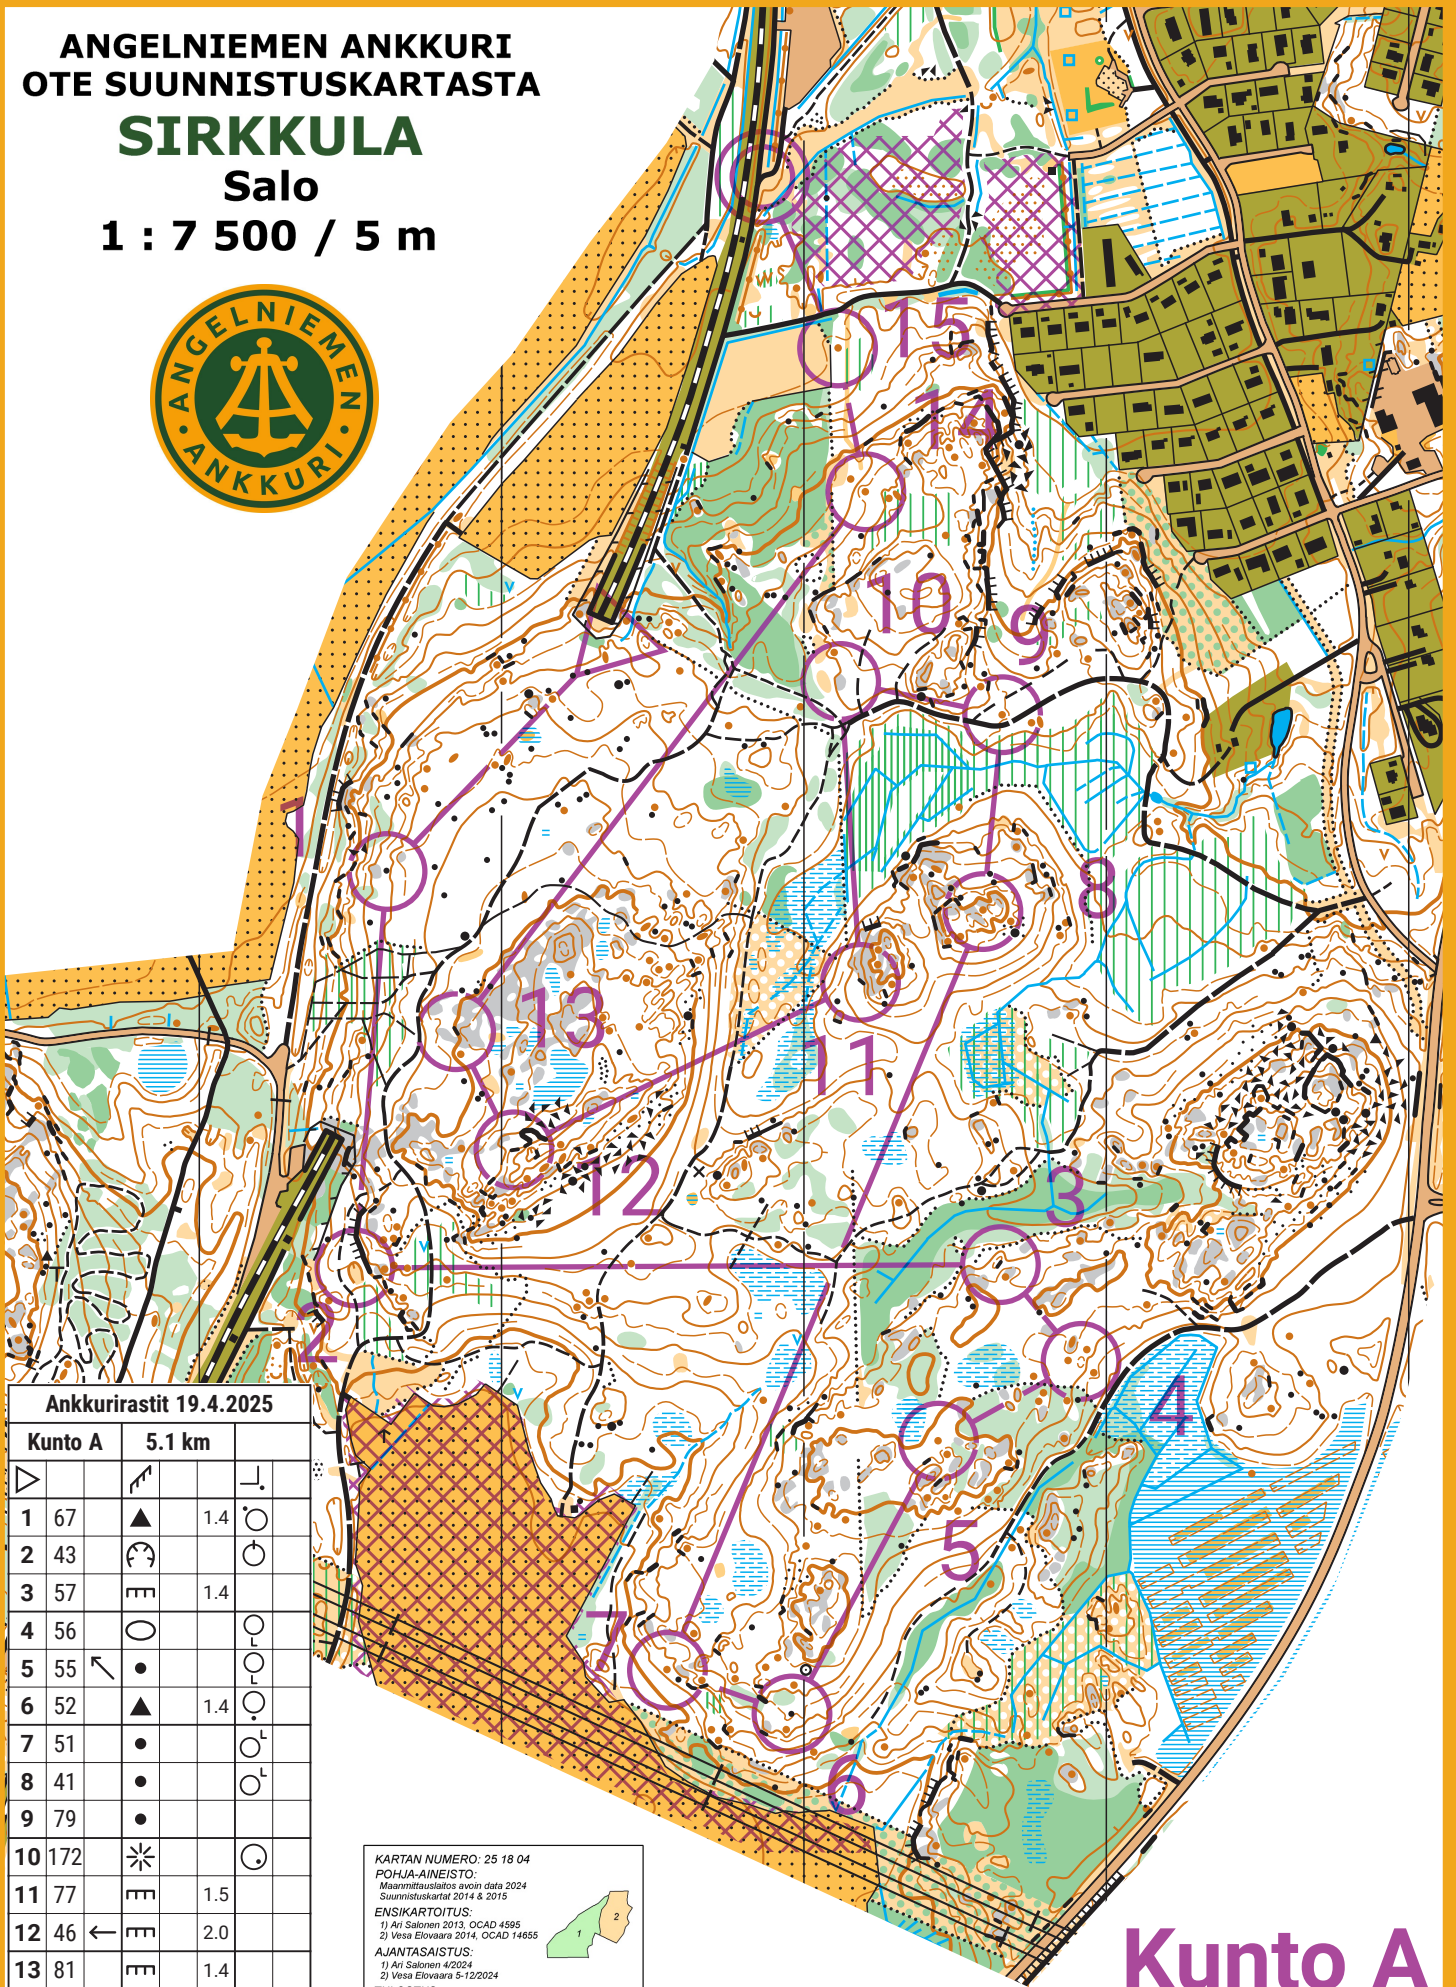 ANGELNIEMEN ANKKURI
OTE SUUNNISTUSKARTASTA
SIRKKULA
Salo
1 : 7 500 / 5 m
ANGELNIEMEN
• ANKKURI •
15
14
10
9
1
8
13
11
12
3
2
4
5
7
6
Ankkurirastit 19.4.2025
Kunto A 5.1 km
1 67 1.4
2 43
3 57 1.4
4 56
5 55
6 52 1.4
7 51
8 41
9 79
10 172
11 77 1.5
12 46 2.0
13 81 1.4
KARTAN NUMERO: 25 18 04
POHJA-AINEISTO:
Maanmittauslaitos avoin data 2024
Suunnistuskartat 2014 & 2015
ENSIKARTOITUS:
1) Ari Salonen 2013, OCAD 4595
2) Vesa Elovaara 2014, OCAD 14655
AJANTASAISTUS:
1) Ari Salonen 4/2024
2) Vesa Elovaara 5-12/2024
1
2
Kunto A